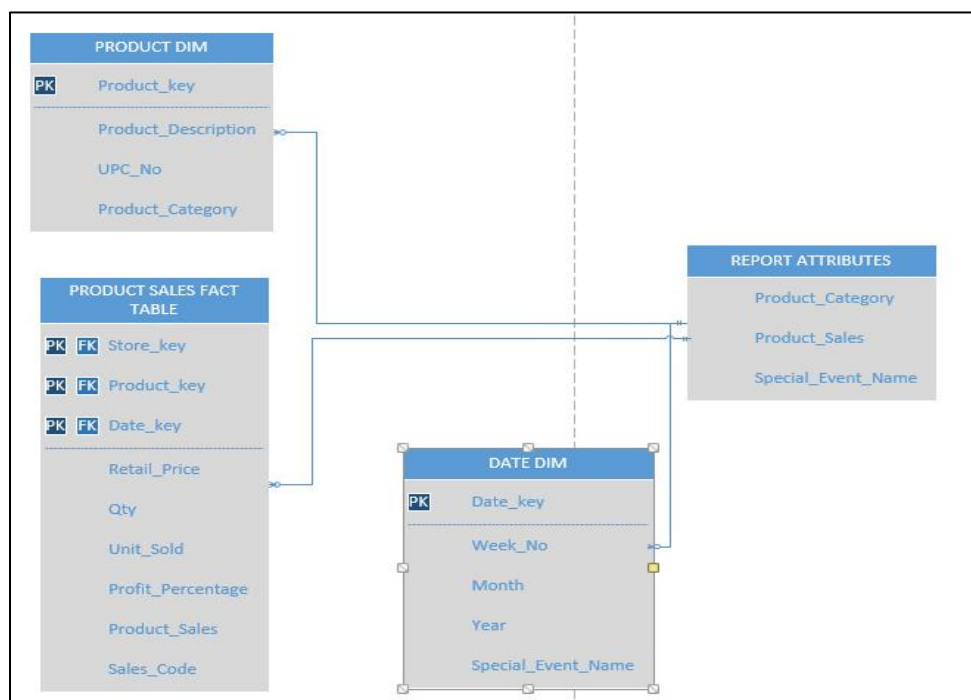 PRODUCT DIM
PK Product_key
Product_Description
UPC_No
Product_Category
PRODUCT SALES FACT
TABLE
PK FK Store_key
PK FK Product_key
PK FK Date_key
Retail_Price
Qty
Unit_Sold
Profit_Percentage
Product_Sales
Sales_Code
DATE DIM
PK Date_key
Week_No
Month
Year
Special_Event_Name
REPORT ATTRIBUTES
Product_Category
Product_Sales
Special_Event_Name